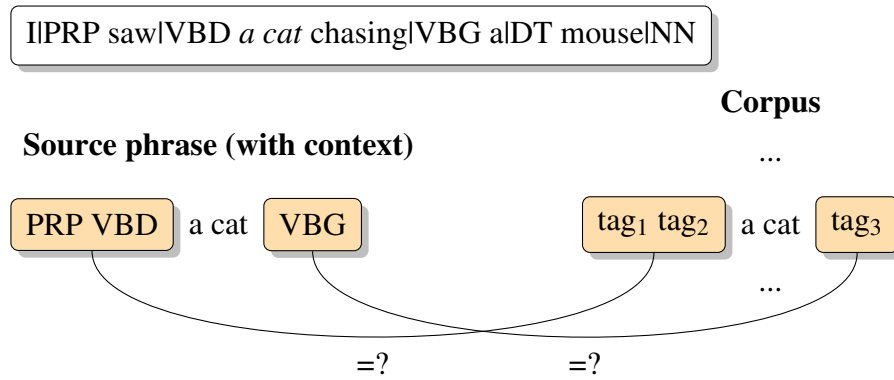 I|PRP saw|VBD a cat chasing|VBG a|DT mouse|NN
Corpus
Source phrase (with context)
...
PRP VBD a cat VBG tag₁ tag₂ a cat tag₃
...
=? =?